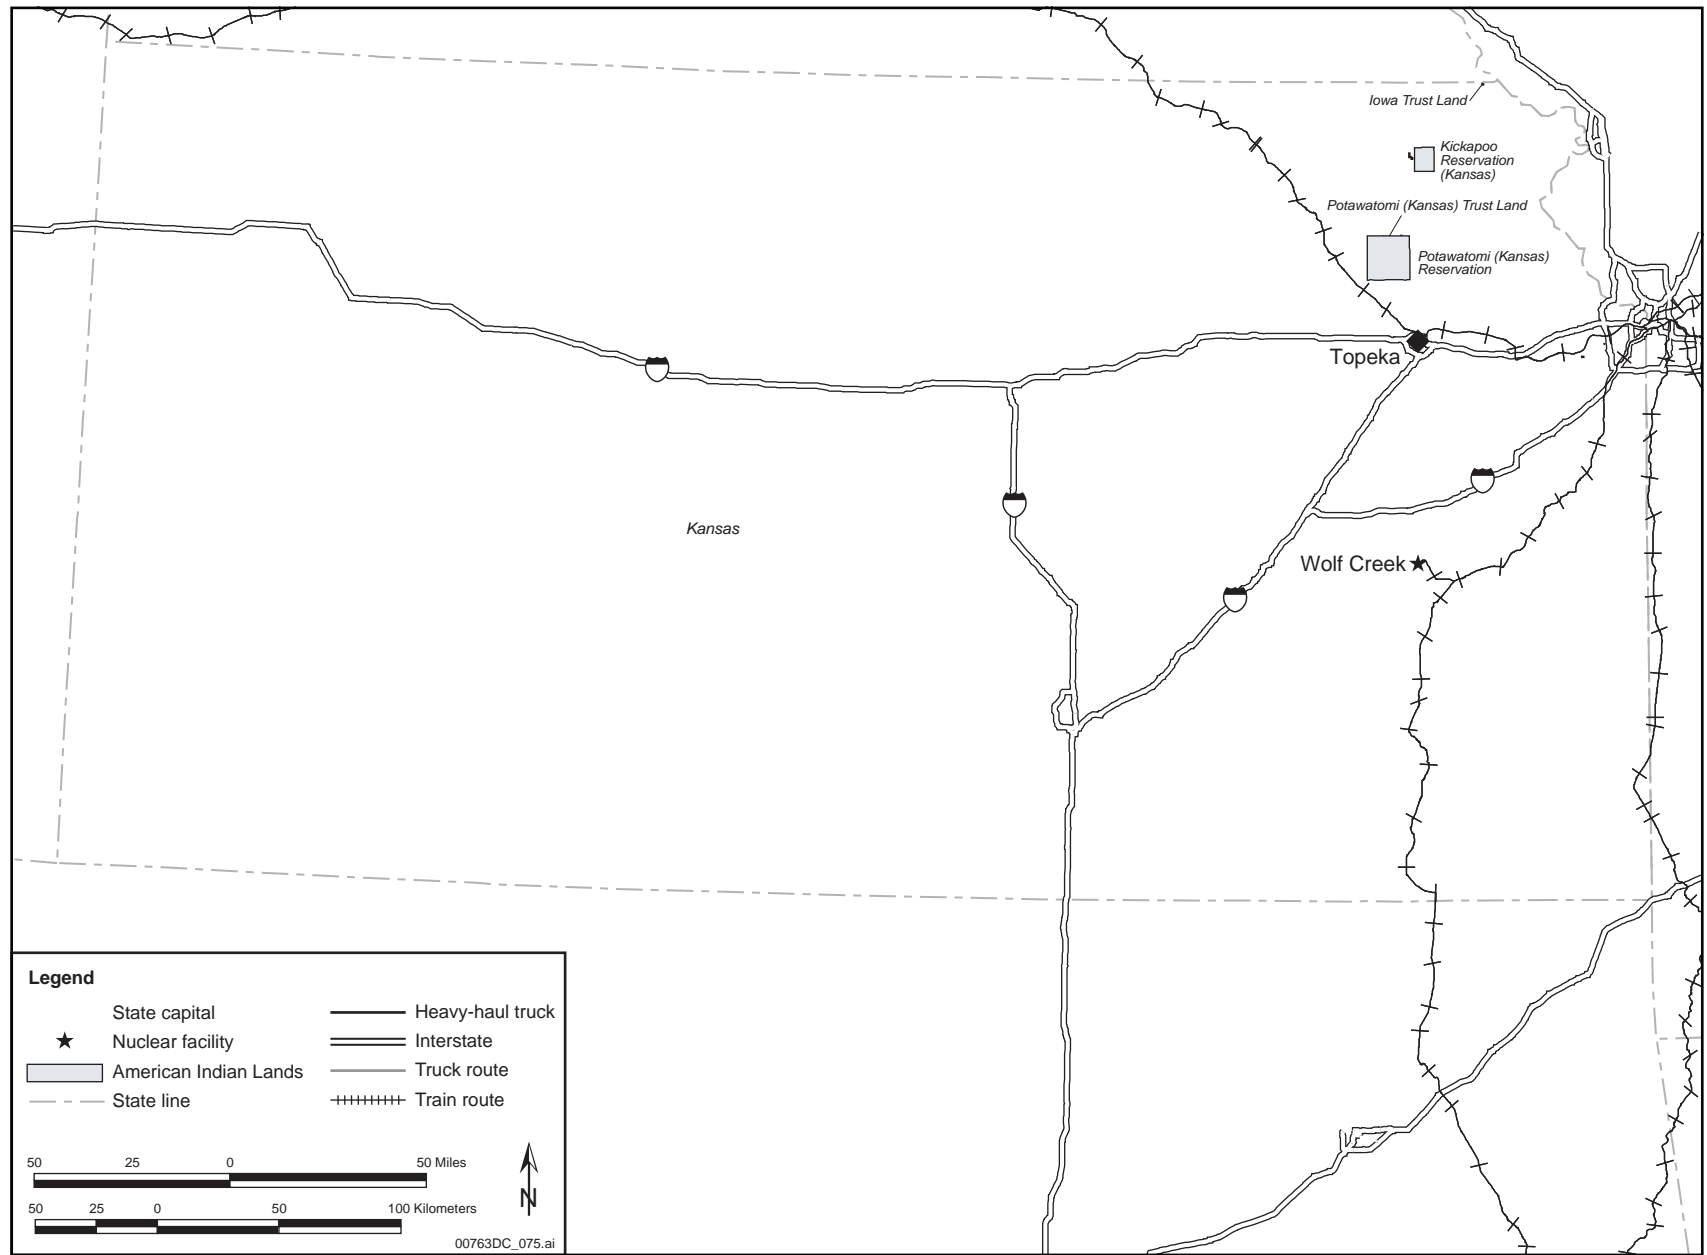 Iowa Trust Land
Kickapoo
Reservation
(Kansas)
Potawatomi (Kansas) Trust Land
Potawatomi (Kansas)
Reservation
Topeka
Kansas
Wolf Creek
Legend
State capital
Nuclear facility
American Indian Lands
State line
Heavy-haul truck
Interstate
Truck route
Train route
50 25 0 50 Miles
50 25 0 50 100 Kilometers
N
00763DC_075.ai